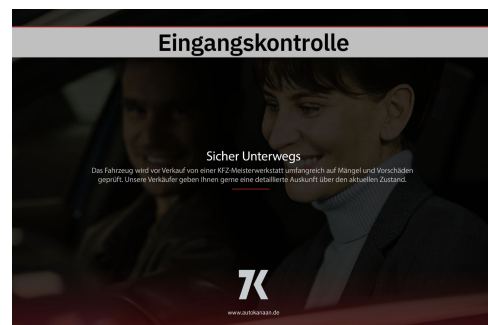 Eingangskontrolle
Sicher Unterwegs
Das Fahrzeug wird vor Verkauf von einer KFZ-Meisterwerkstatt umfangreich auf Mängel und Vorschäden
geprüft. Unsere Verkäufer geben Ihnen gerne eine detaillierte Auskunft über den aktuellen Zustand.
7K
www.autokanaan.de